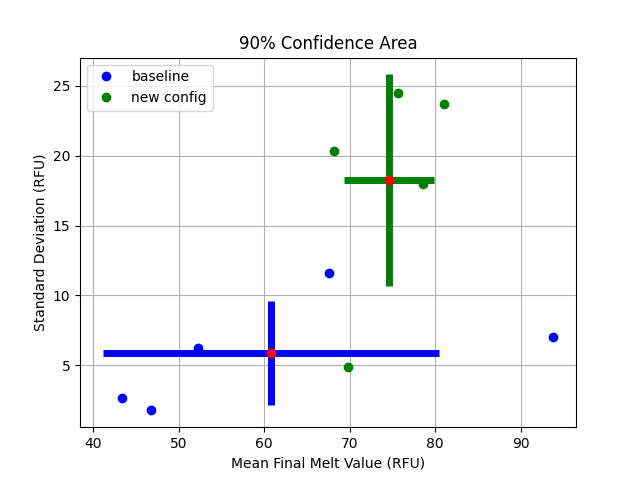 90% Confidence Area
baseline
new config
25
20
15
10
5
Standard Deviation (RFU)
40 50 60 70 80 90
Mean Final Melt Value (RFU)